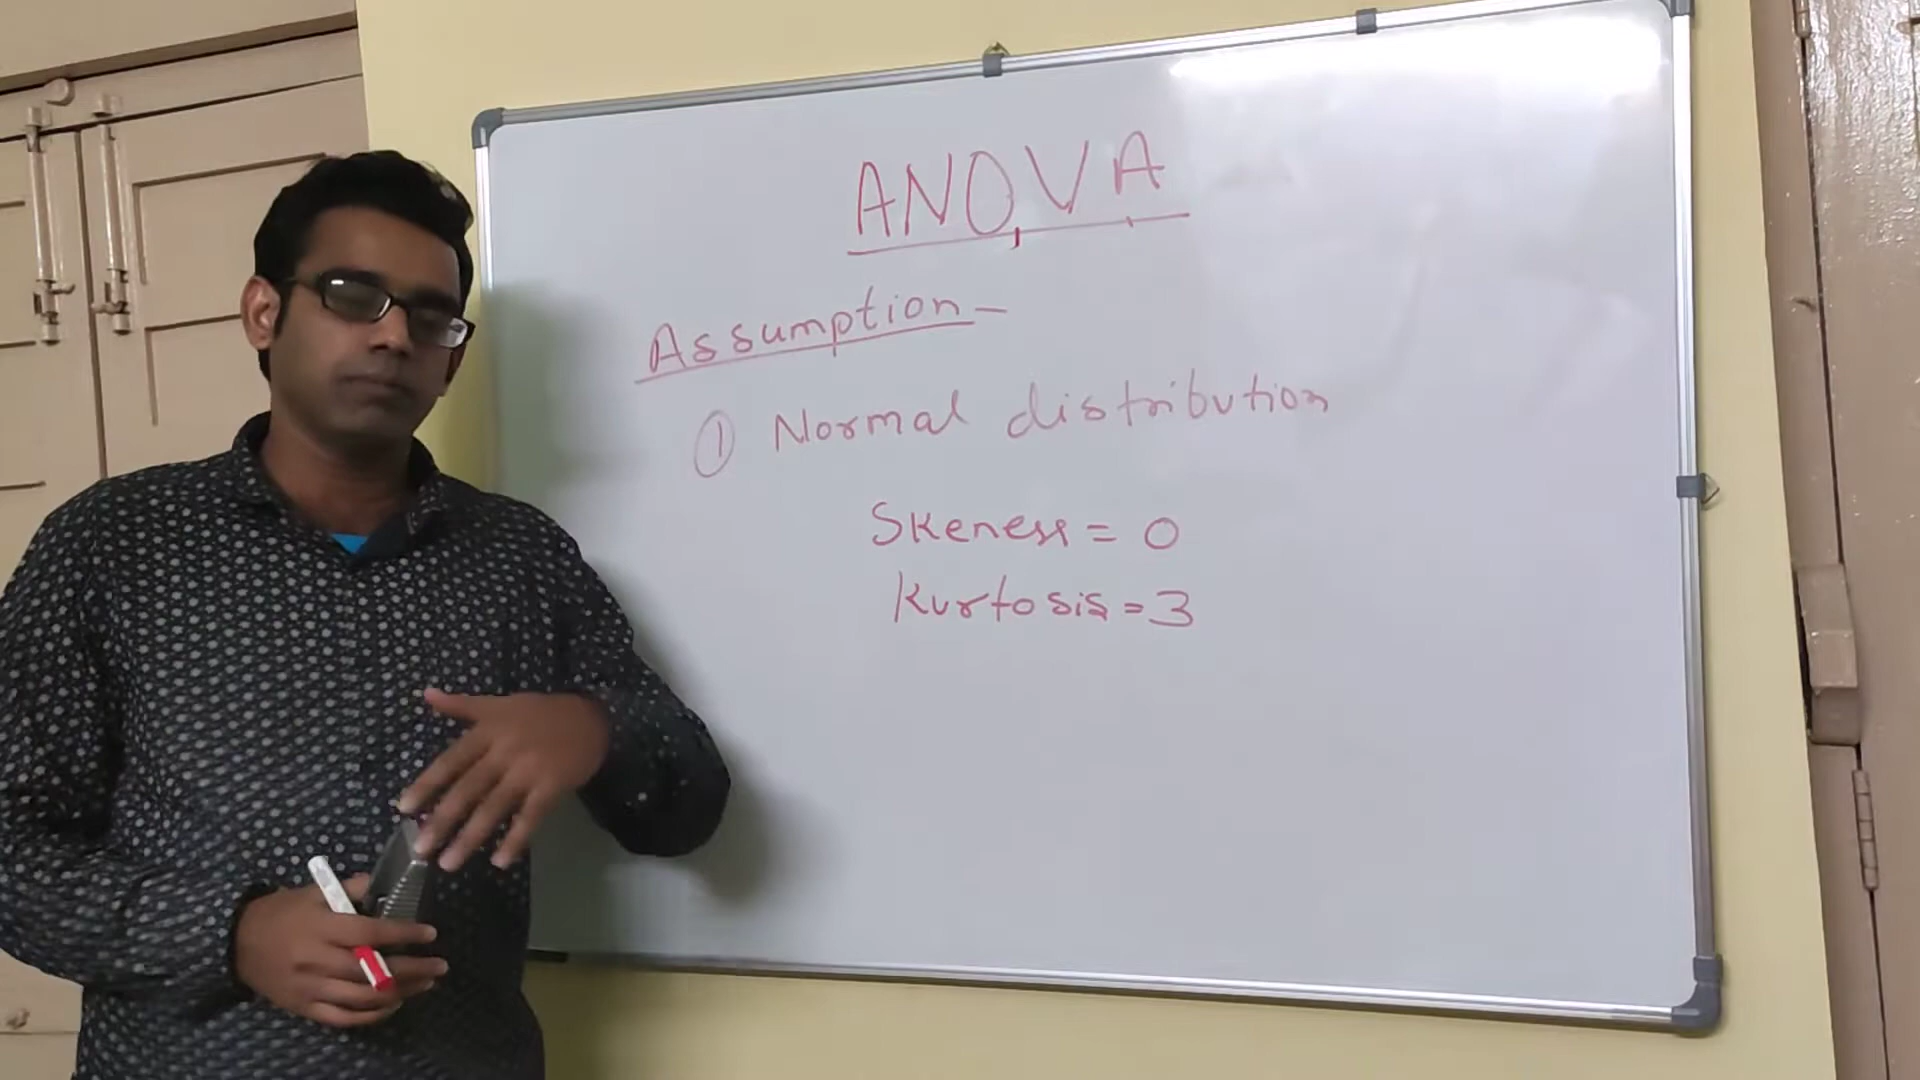 ANOVA
Assumption -
① Normal distribution
Skeness = 0
Kurtosis = 3